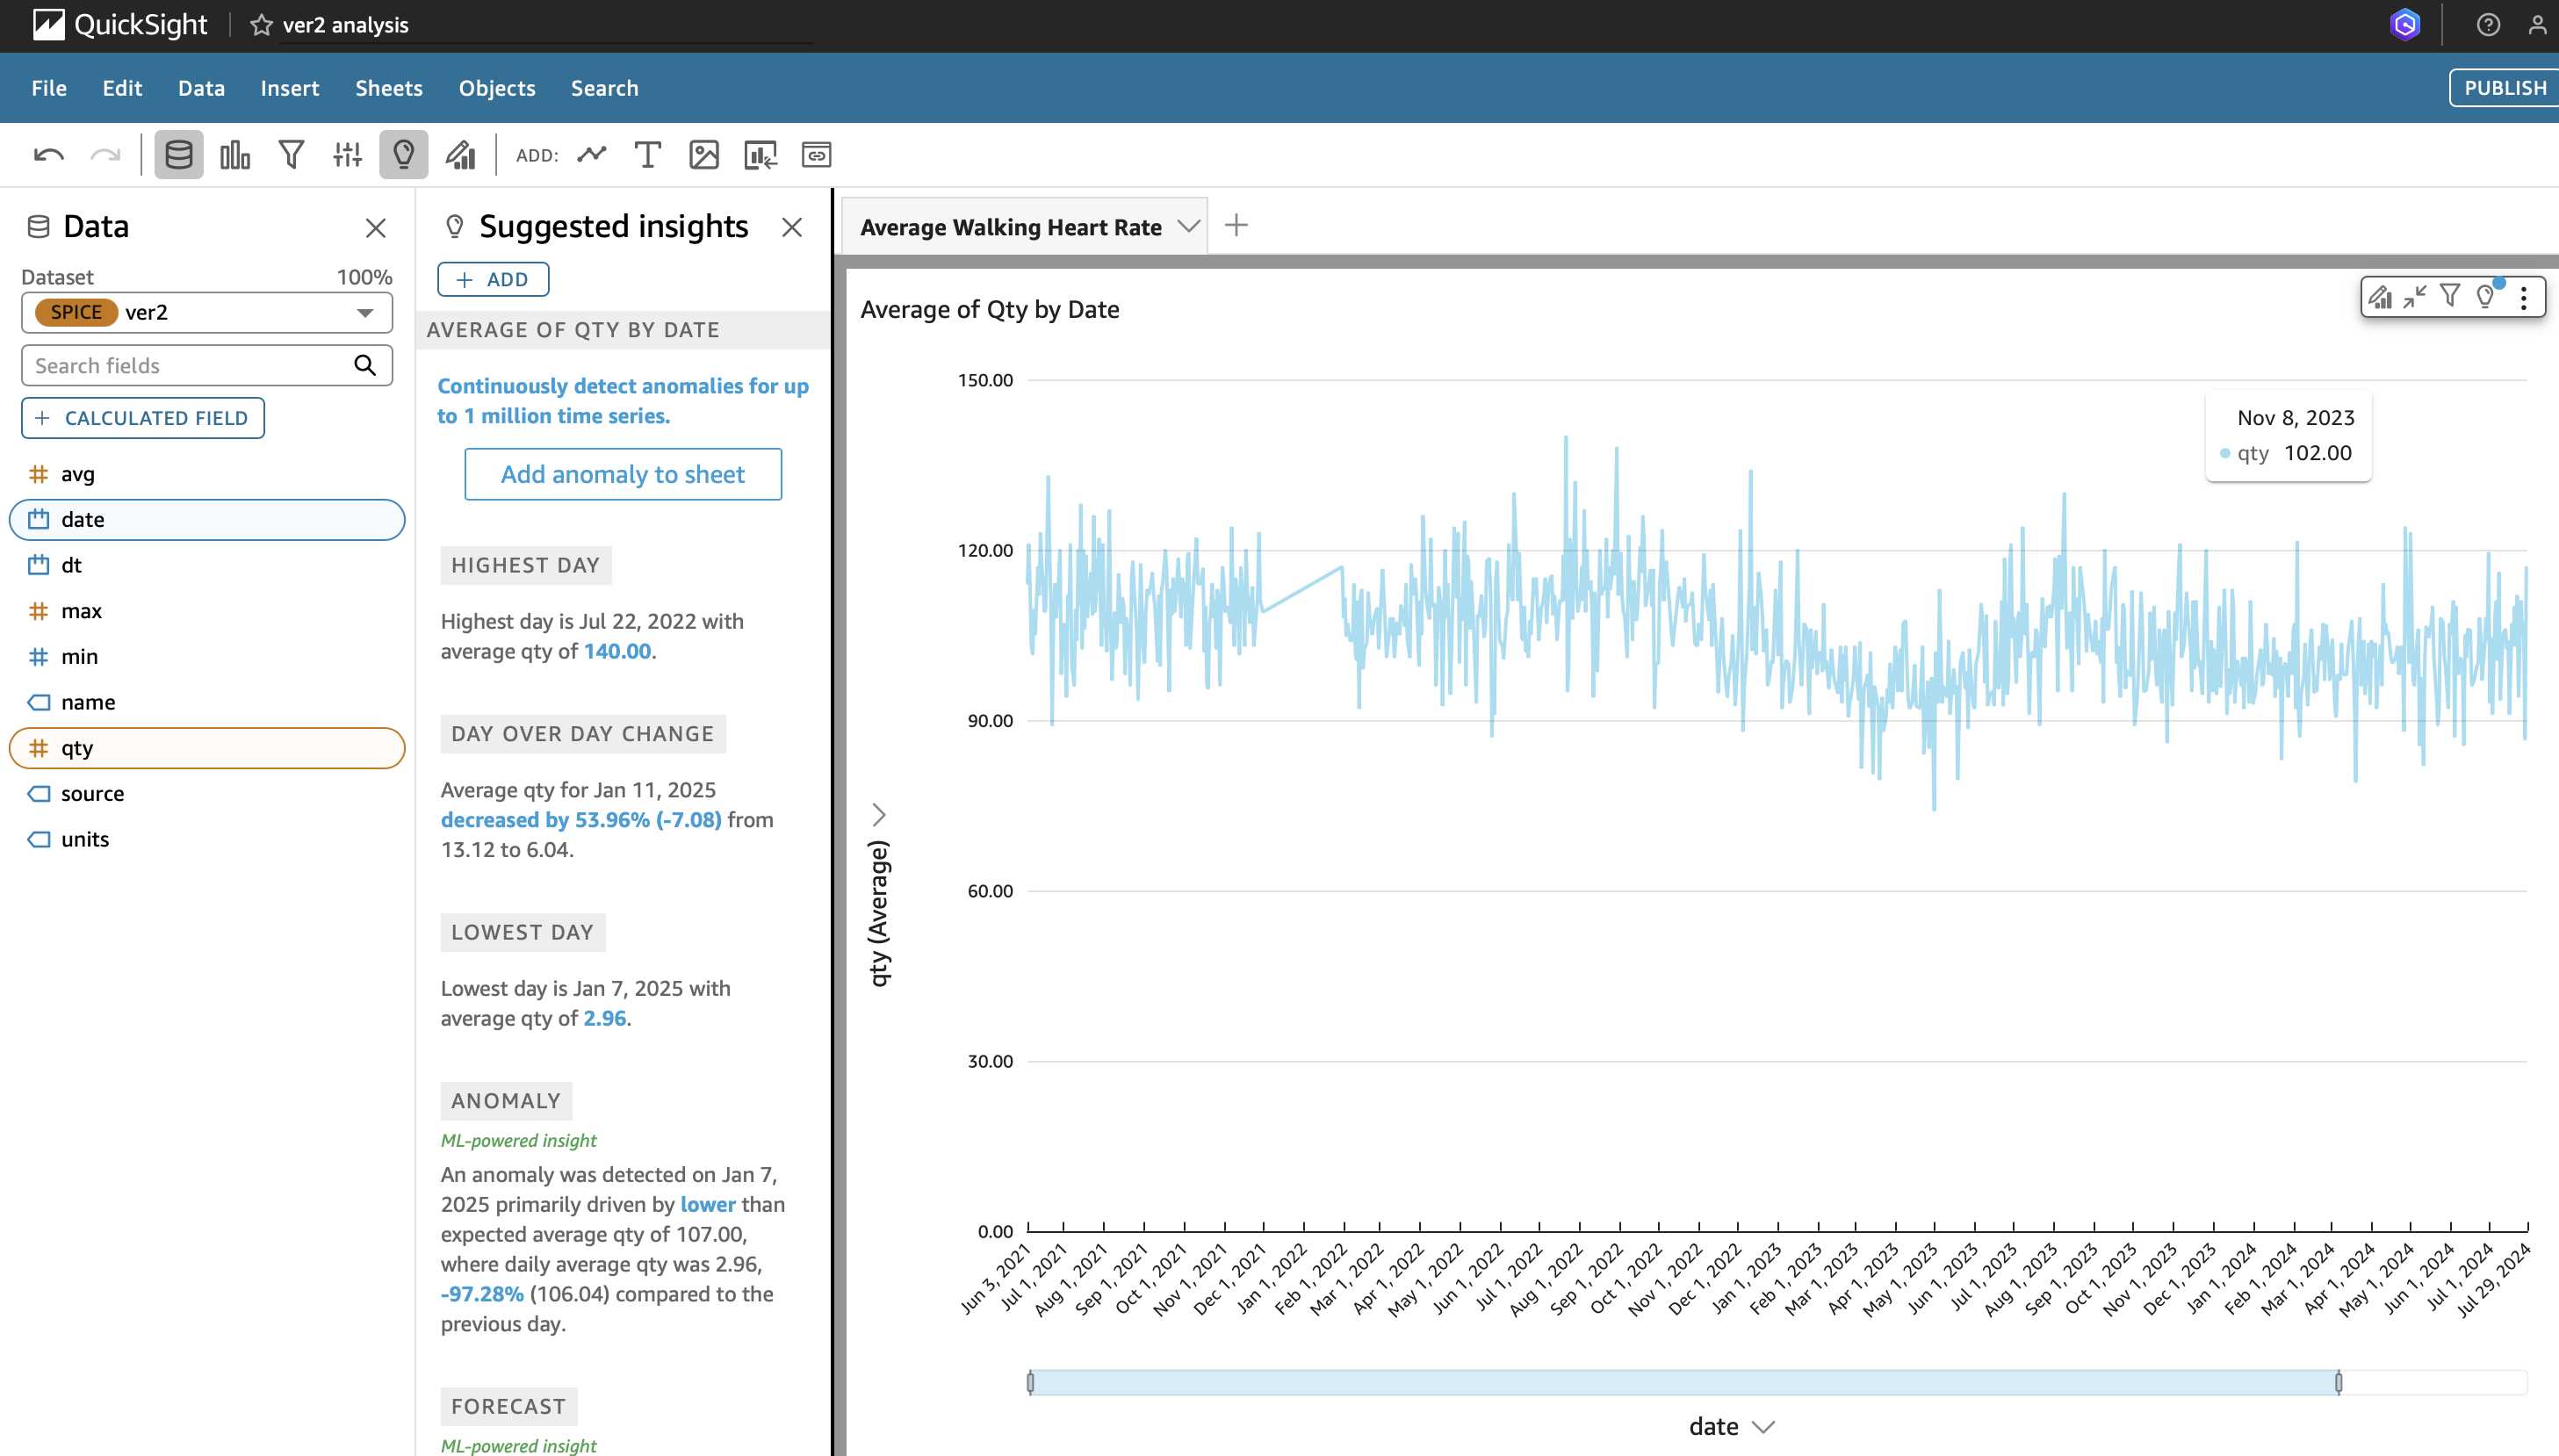 QuickSight
ver2 analysis
File Edit Data Insert Sheets Objects Search
PUBLISH
ADD:
Data
Dataset 100%
SPICE ver2
Search fields
CALCULATED FIELD
avg
date
dt
max
min
name
qty
source
units
Suggested insights
ADD
AVERAGE OF QTY BY DATE
Continuously detect anomalies for up
to 1 million time series.
Add anomaly to sheet
HIGHEST DAY
Highest day is Jul 22, 2022 with
average qty of 140.00.
DAY OVER DAY CHANGE
Average qty for Jan 11, 2025
decreased by 53.96% (-7.08) from
13.12 to 6.04.
LOWEST DAY
Lowest day is Jan 7, 2025 with
average qty of 2.96.
ANOMALY
ML-powered insight
An anomaly was detected on Jan 7,
2025 primarily driven by lower than
expected average qty of 107.00,
where daily average qty was 2.96,
-97.28% (106.04) compared to the
previous day.
FORECAST
ML-powered insight
Average Walking Heart Rate
Average of Qty by Date
Nov 8, 2023
qty 102.00
150.00
120.00
90.00
60.00
30.00
0.00
qty (Average)
Jun 3, 2021
Jul 1, 2021
Aug 1, 2021
Sep 1, 2021
Oct 1, 2021
Nov 1, 2021
Dec 1, 2021
Jan 1, 2022
Feb 1, 2022
Mar 1, 2022
Apr 1, 2022
May 1, 2022
Jun 1, 2022
Jul 1, 2022
Aug 1, 2022
Sep 1, 2022
Oct 1, 2022
Nov 1, 2022
Dec 1, 2022
Jan 1, 2023
Feb 1, 2023
Mar 1, 2023
Apr 1, 2023
May 1, 2023
Jun 1, 2023
Jul 1, 2023
Aug 1, 2023
Sep 1, 2023
Oct 1, 2023
Nov 1, 2023
Dec 1, 2023
Jan 1, 2024
Feb 1, 2024
Mar 1, 2024
Apr 1, 2024
May 1, 2024
Jun 1, 2024
Jul 1, 2024
Jul 29, 2024
date